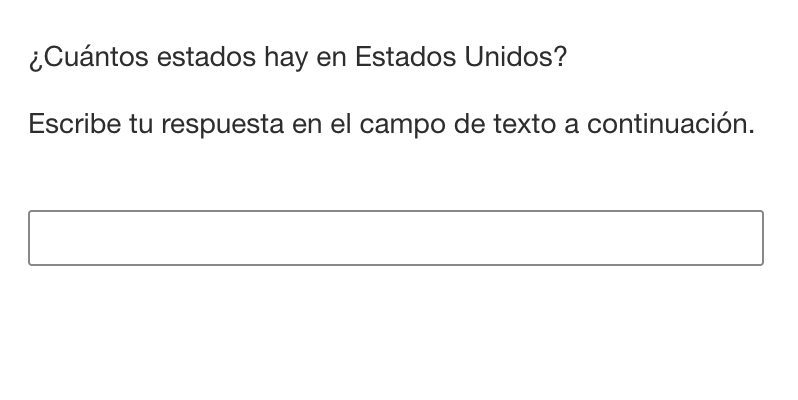 ¿Cuántos estados hay en Estados Unidos?
Escribe tu respuesta en el campo de texto a continuación.